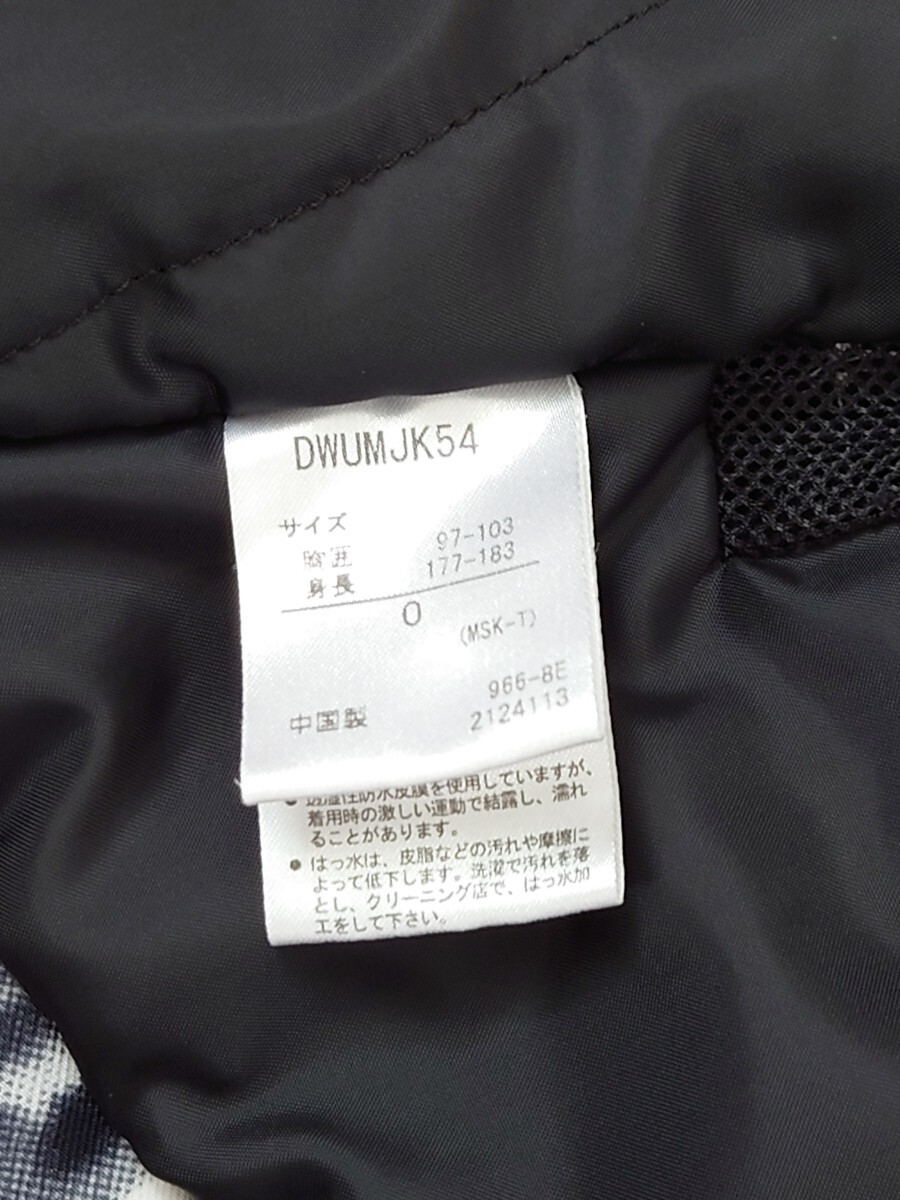 DWUMJK54
サイズ
胸囲 97-103
身長 177-183
O
(MSK-T)
966-8E
中国製 2124113
● 透湿性防水皮膜を使用していますが、
着用時の激しい運動で結露し、濡れ
ることがあります。
● はっ水は、皮脂などの汚れや摩擦に
よって低下します。洗濯で汚れを落
とし、クリーニング店で、はっ水加
工をして下さい。